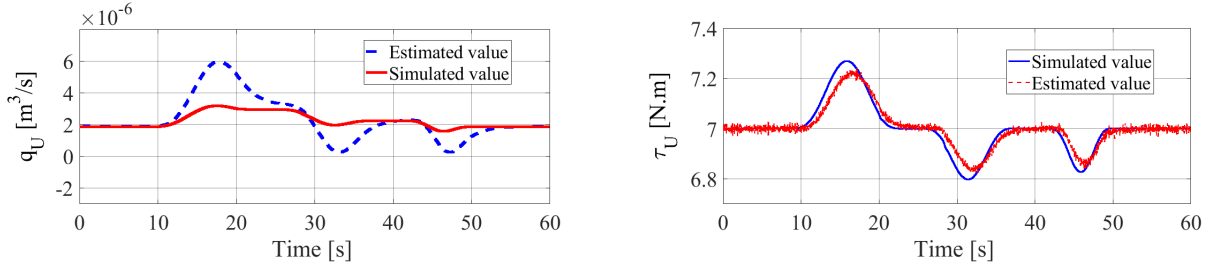 ×10⁻⁶
6
4
2
0
-2
q_U [m³/s]
Estimated value
Simulated value
0 10 20 30 40 50 60
Time [s]
7.4
7.2
7
6.8
τ_U [N.m]
Simulated value
Estimated value
0 10 20 30 40 50 60
Time [s]